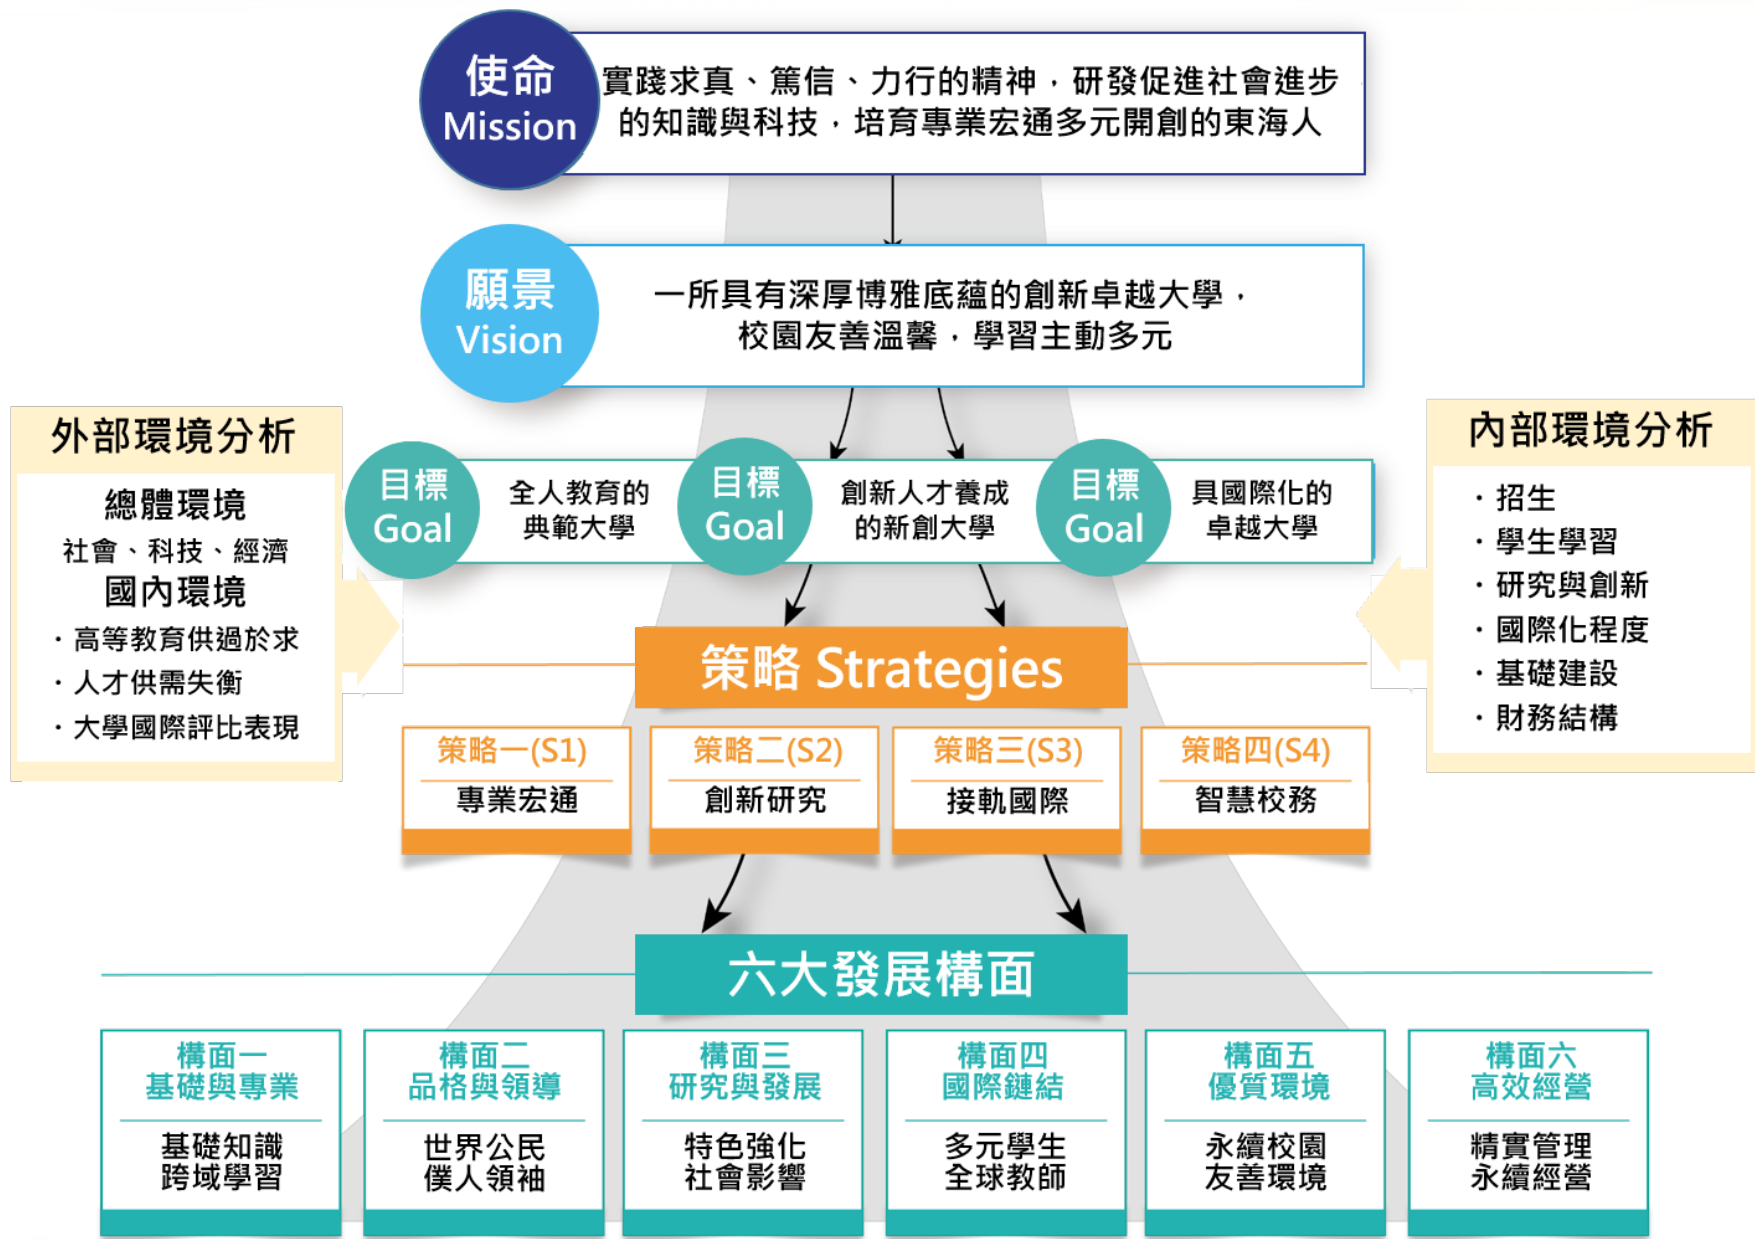 使命
Mission
實踐求真、篤信、力行的精神，研發促進社會進步
的知識與科技，培育專業宏通多元開創的東海人
願景
Vision
一所具有深厚博雅底蘊的創新卓越大學，
校園友善溫馨，學習主動多元
外部環境分析
總體環境
社會、科技、經濟
國內環境
・高等教育供過於求
・人才供需失衡
・大學國際評比表現
目標
Goal
全人教育的
典範大學
目標
Goal
創新人才養成
的新創大學
目標
Goal
具國際化的
卓越大學
內部環境分析
・招生
・學生學習
・研究與創新
・國際化程度
・基礎建設
・財務結構
策略 Strategies
策略一(S1)
專業宏通
策略二(S2)
創新研究
策略三(S3)
接軌國際
策略四(S4)
智慧校務
六大發展構面
構面一
基礎與專業
基礎知識
跨域學習
構面二
品格與領導
世界公民
僕人領袖
構面三
研究與發展
特色強化
社會影響
構面四
國際鏈結
多元學生
全球教師
構面五
優質環境
永續校園
友善環境
構面六
高效經營
精實管理
永續經營